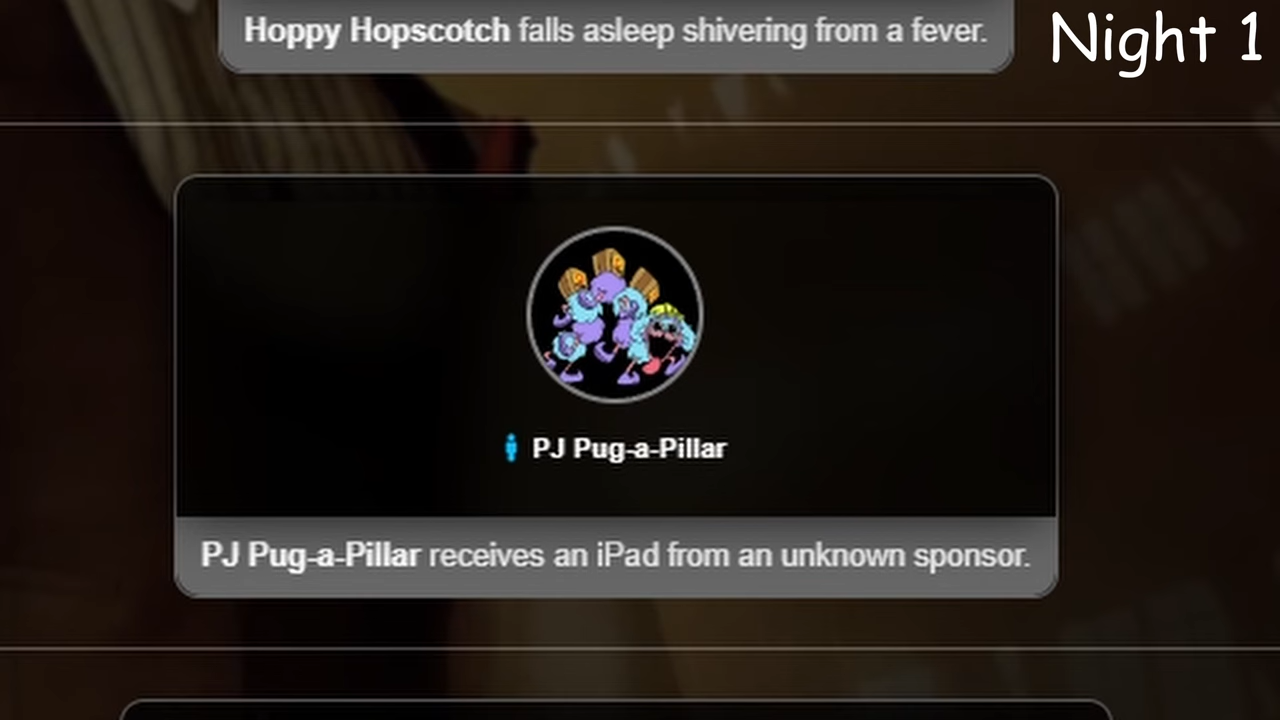 Hoppy Hopscotch falls asleep shivering from a fever.
Night 1
PJ Pug-a-Pillar
PJ Pug-a-Pillar receives an iPad from an unknown sponsor.